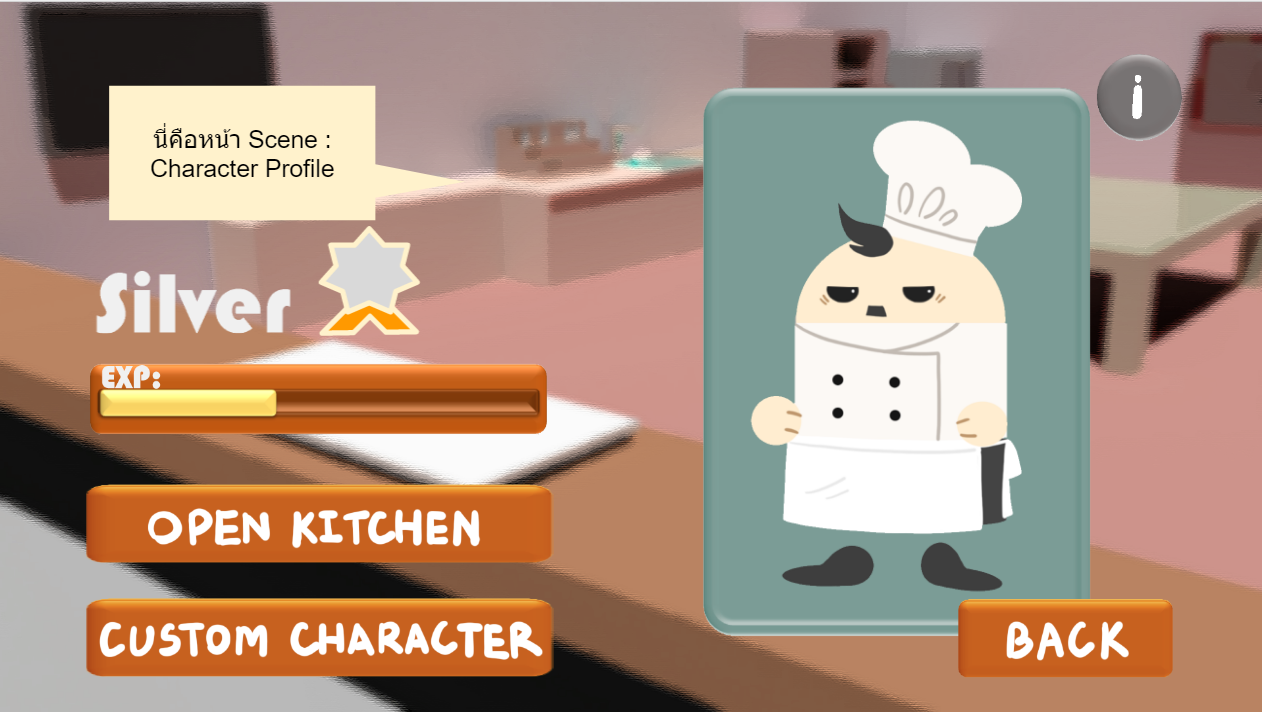 นี่คือหน้า Scene :
Character Profile
i
Silver
EXP:
OPEN KITCHEN
CUSTOM CHARACTER
BACK